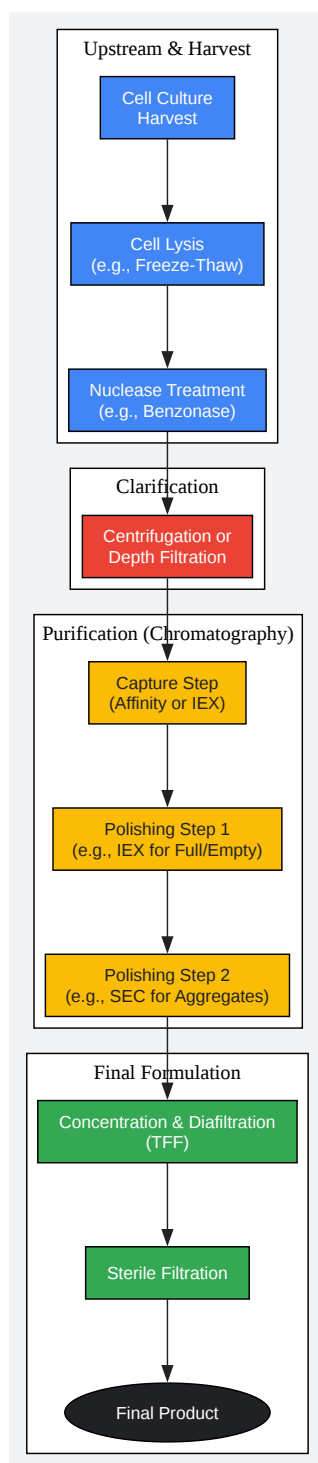 Upstream & Harvest
Cell Culture
Harvest
Cell Lysis
(e.g., Freeze-Thaw)
Nuclease Treatment
(e.g., Benzonase)
Clarification
Centrifugation or
Depth Filtration
Purification (Chromatography)
Capture Step
(Affinity or IEX)
Polishing Step 1
(e.g., IEX for Full/Empty)
Polishing Step 2
(e.g., SEC for Aggregates)
Final Formulation
Concentration & Diafiltration
(TFF)
Sterile Filtration
Final Product